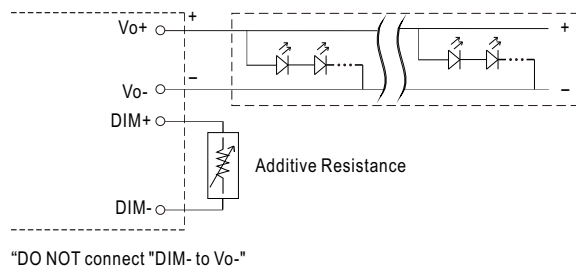 +
Vo+
+
−
−
Vo-
DIM+
Additive Resistance
DIM-
“DO NOT connect "DIM- to Vo-"